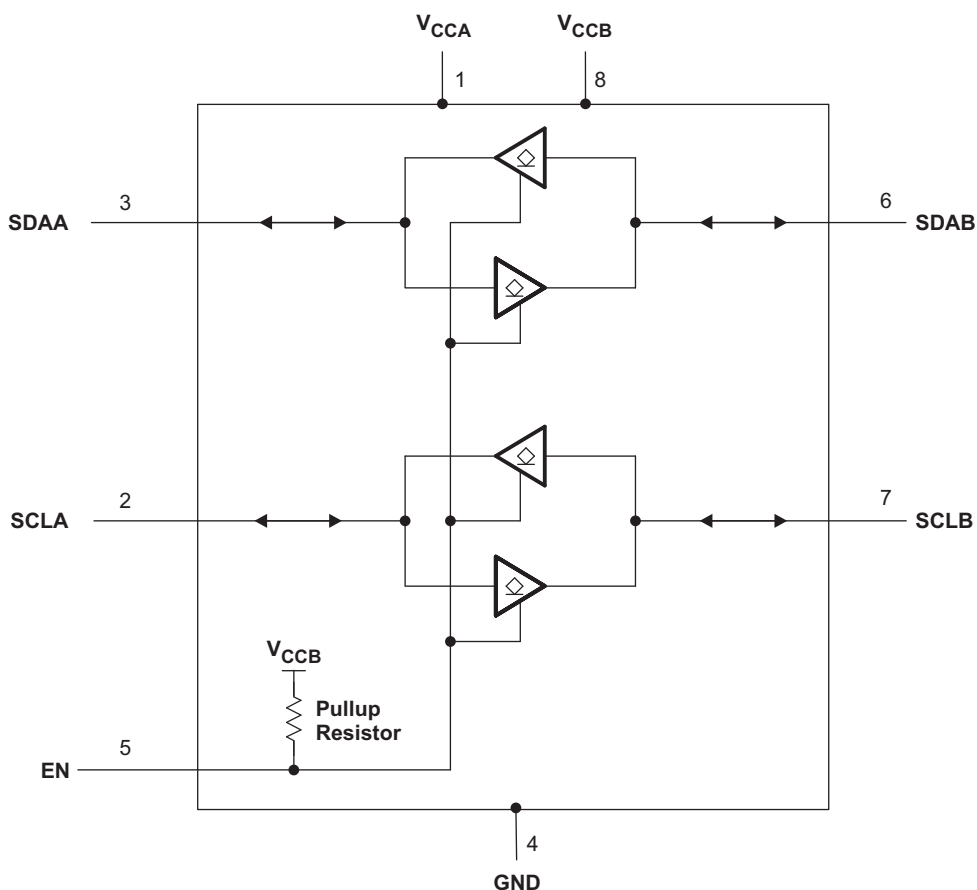 VCCA VCCB
1 8
SDAA 3 6 SDAB
SCLA 2 7 SCLB
VCCB
Pullup
Resistor
EN 5
4
GND